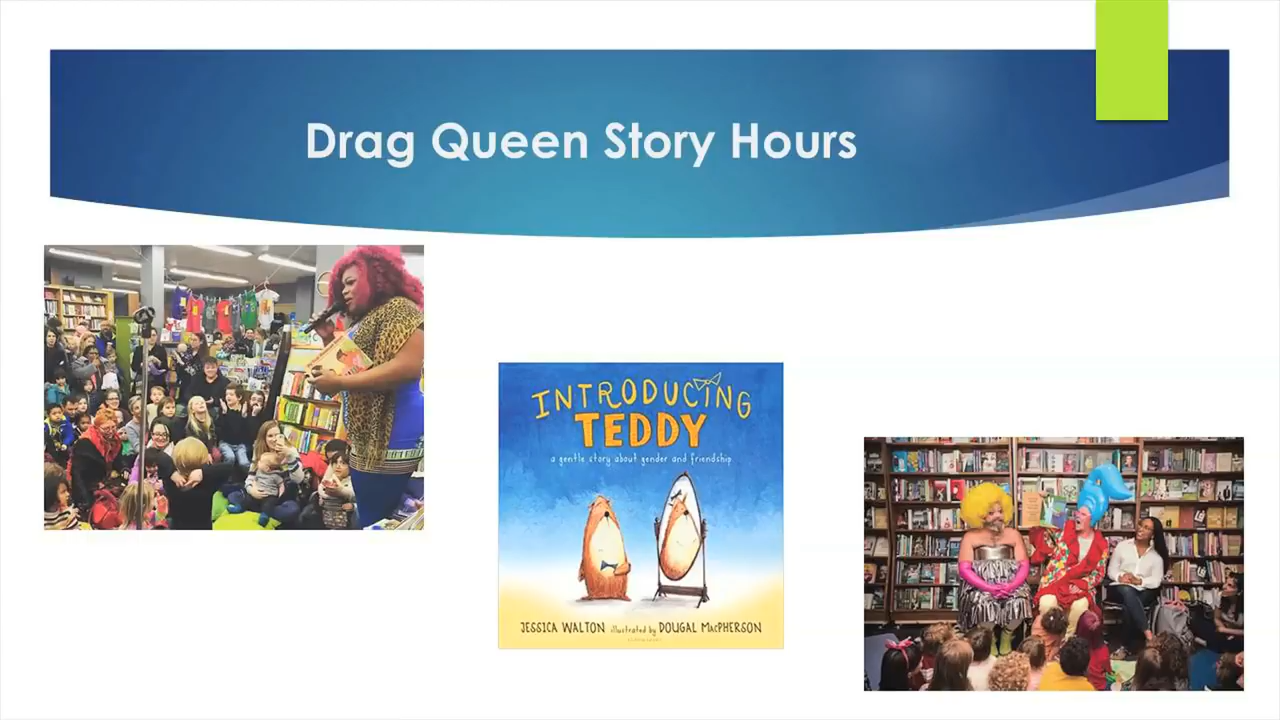 Drag Queen Story Hours
INTRODUCING
TEDDY
a gentle story about gender and friendship
JESSICA WALTON illustrated by DOUGAL MACPHERSON